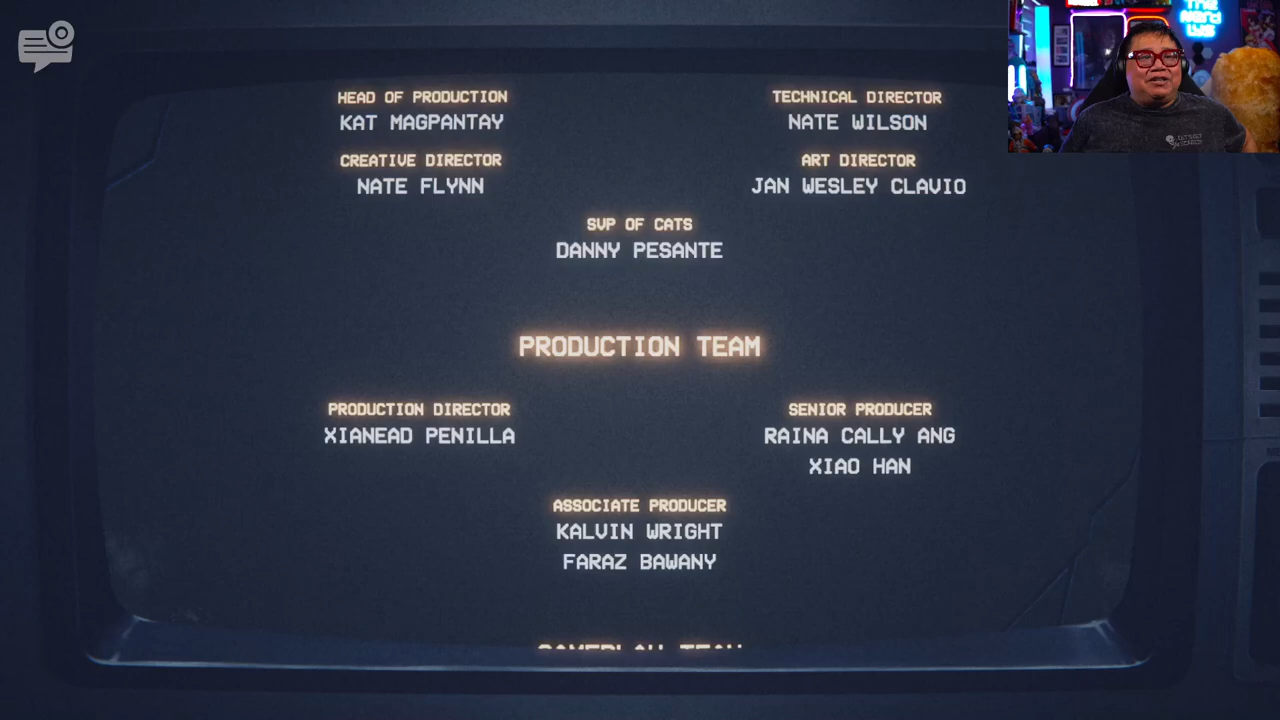 HEAD OF PRODUCTION
KAT MAGPANTAY
TECHNICAL DIRECTOR
NATE WILSON
CREATIVE DIRECTOR
NATE FLYNN
ART DIRECTOR
JAN WESLEY CLAVIO
SVP OF CATS
DANNY PESANTE
PRODUCTION TEAM
PRODUCTION DIRECTOR
XIANEAD PENILLA
SENIOR PRODUCER
RAINA CALLY ANG
XIAO HAN
ASSOCIATE PRODUCER
KALVIN WRIGHT
FARAZ BAWANY
GAMEPLAY TEAM